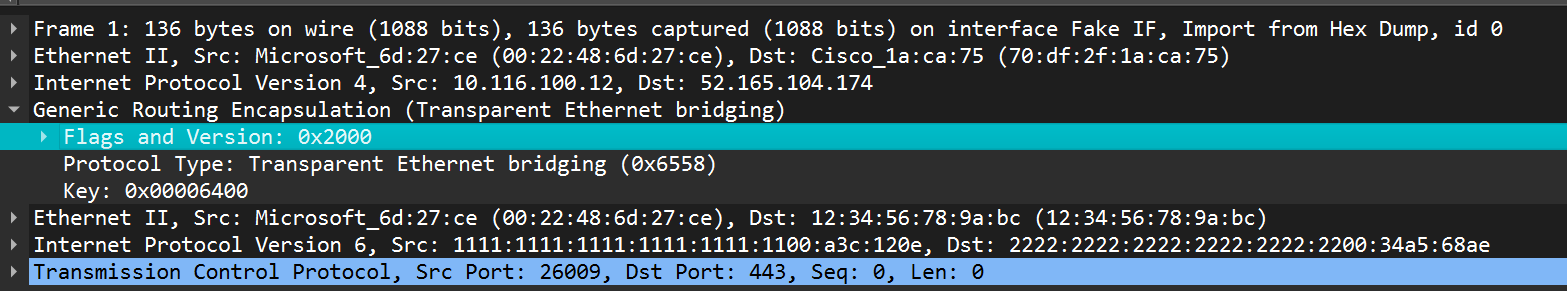 Frame 1: 136 bytes on wire (1088 bits), 136 bytes captured (1088 bits) on interface Fake IF, Import from Hex Dump, id 0
Ethernet II, Src: Microsoft_6d:27:ce (00:22:48:6d:27:ce), Dst: Cisco_1a:ca:75 (70:df:2f:1a:ca:75)
Internet Protocol Version 4, Src: 10.116.100.12, Dst: 52.165.104.174
Generic Routing Encapsulation (Transparent Ethernet bridging)
Flags and Version: 0x2000
Protocol Type: Transparent Ethernet bridging (0x6558)
Key: 0x00006400
Ethernet II, Src: Microsoft_6d:27:ce (00:22:48:6d:27:ce), Dst: 12:34:56:78:9a:bc (12:34:56:78:9a:bc)
Internet Protocol Version 6, Src: 1111:1111:1111:1111:1111:1100:a3c:120e, Dst: 2222:2222:2222:2222:2222:2200:34a5:68ae
Transmission Control Protocol, Src Port: 26009, Dst Port: 443, Seq: 0, Len: 0